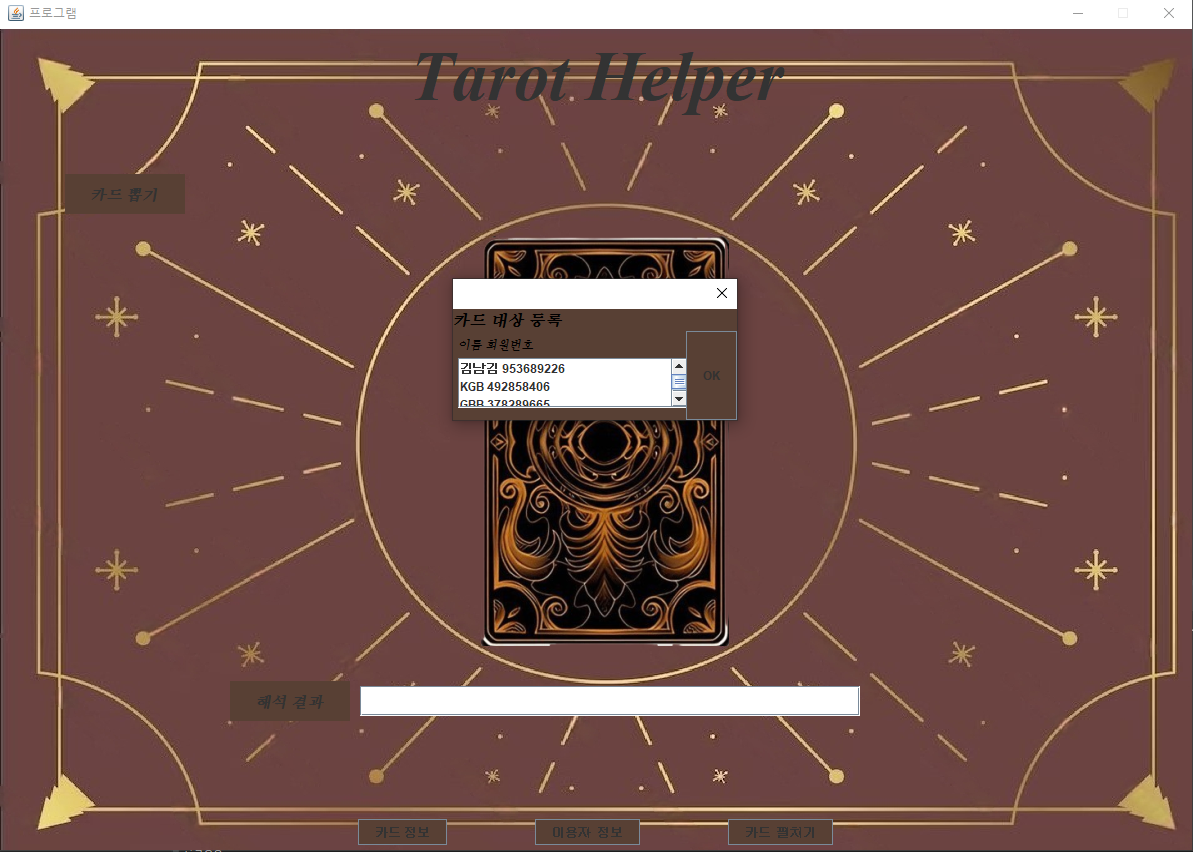 프로그램
Tarot Helper
카드 뽑기
카드 대상 등록
이름 회원번호
김남김 953689226
KGB 492858406
GBB 378289665
OK
해석 결과
카드 정보
이용자 정보
카드 펼치기